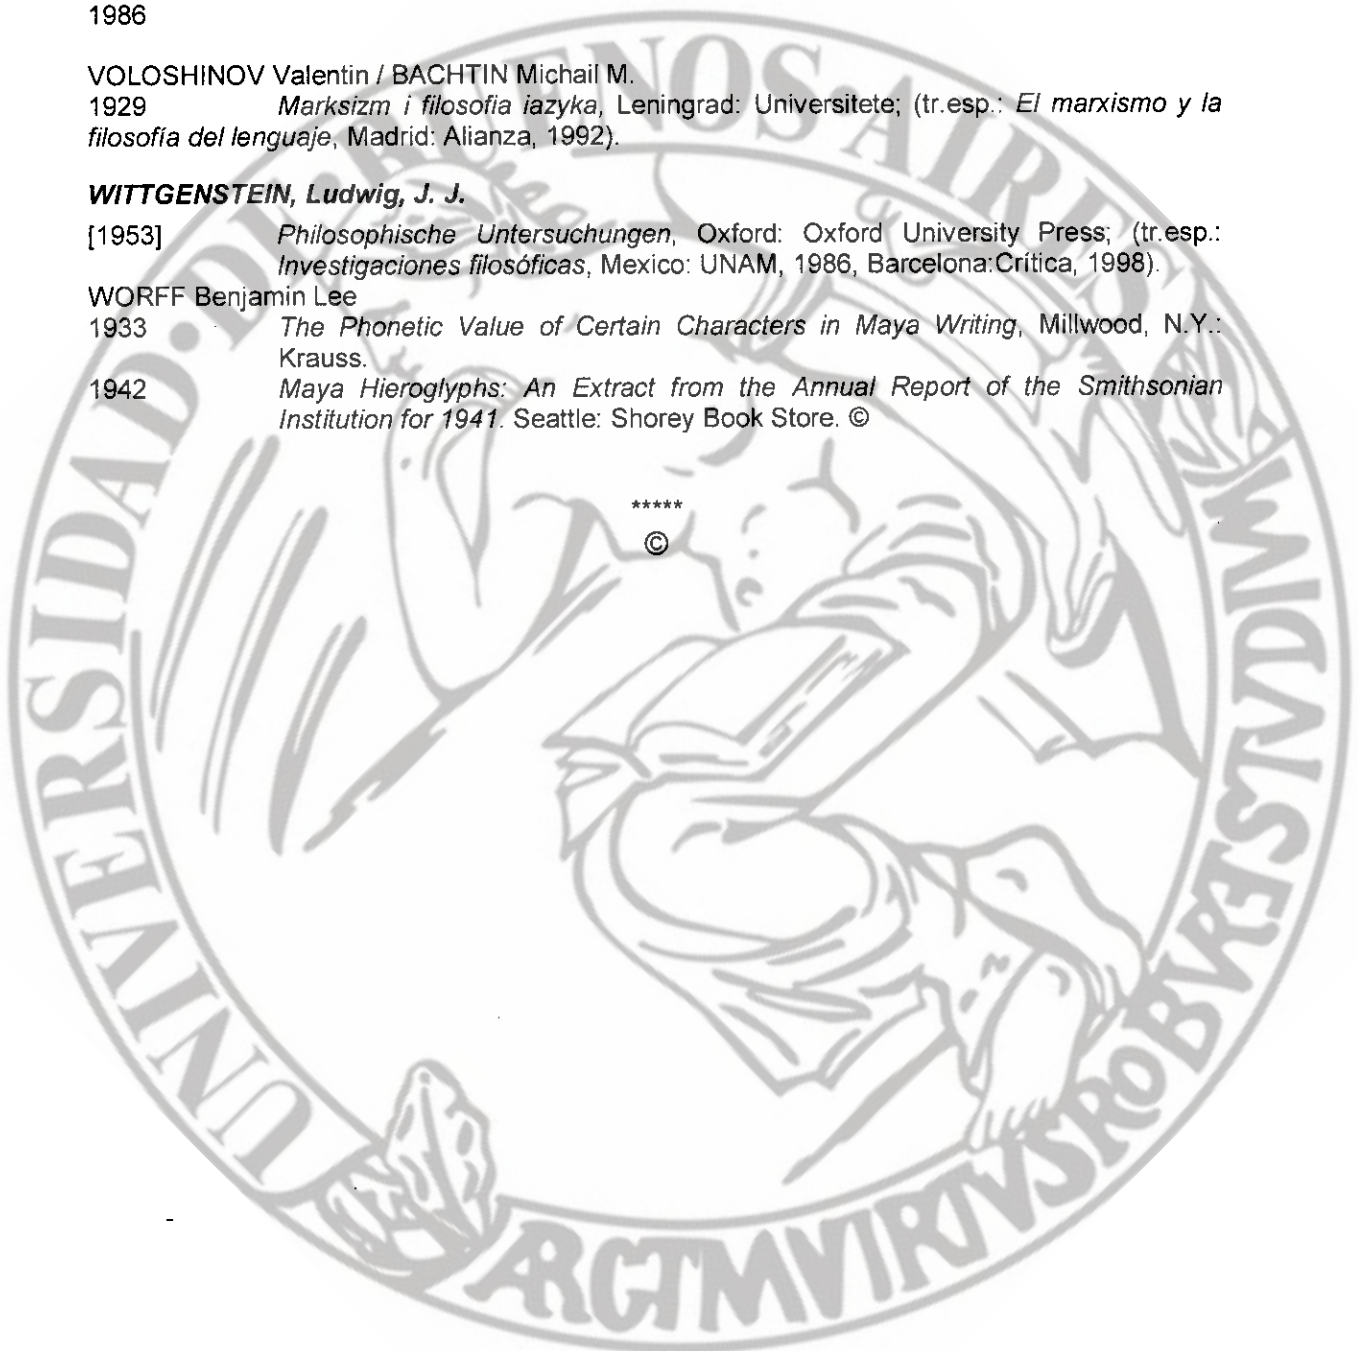 1986
VOLOSHINOV Valentin / BACHTIN Michail M.
1929 Marksizm i filosofia iazyka, Leningrad: Universitete; (tr.esp.: El marxismo y la
filosofía del lenguaje, Madrid: Alianza, 1992).
WITTGENSTEIN, Ludwig, J. J.
[1953] Philosophische Untersuchungen, Oxford: Oxford University Press; (tr.esp.:
Investigaciones filosóficas, Mexico: UNAM, 1986, Barcelona:Crítica, 1998).
WORFF Benjamin Lee
1933 The Phonetic Value of Certain Characters in Maya Writing, Millwood, N.Y.:
Krauss.
1942 Maya Hieroglyphs: An Extract from the Annual Report of the Smithsonian
Institution for 1941. Seattle: Shorey Book Store. ©
*****
©
UNIVERSIDAD•DE•BUENOS•AIRES
ARGTMVIRTVSROBVRETSTVDIVM